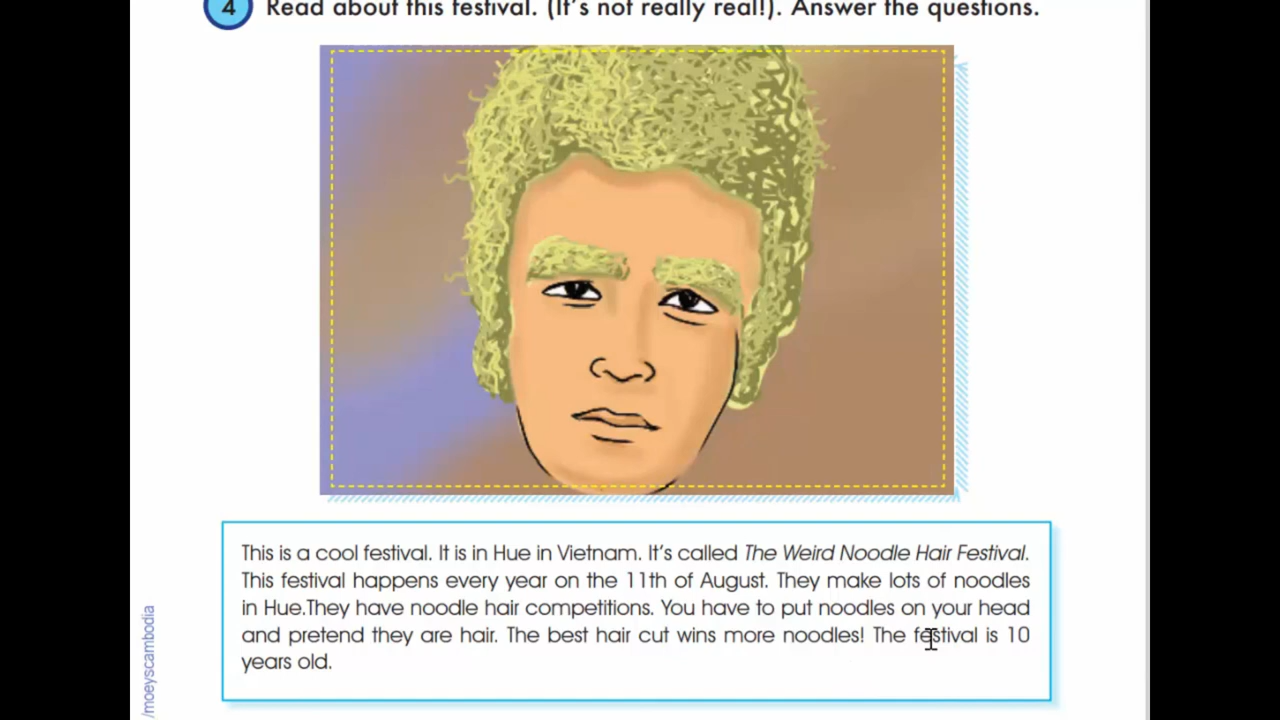 4 Read about this festival. (It's not really real!). Answer the questions.
This is a cool festival. It is in Hue in Vietnam. It's called The Weird Noodle Hair Festival.
This festival happens every year on the 11th of August. They make lots of noodles
in Hue.They have noodle hair competitions. You have to put noodles on your head
and pretend they are hair. The best hair cut wins more noodles! The festival is 10
years old.
/moeyscambodia